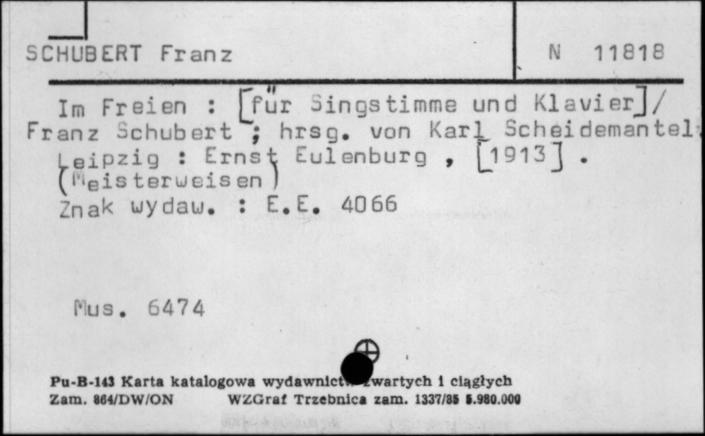 SCHUBERT Franz N 11818
Im Freien : [für Singstimme und Klavier]/
Franz Schubert ; hrsg. von Karl Scheidemantel.
Leipzig : Ernst Eulenburg , [1913] .
(Meisterweisen)
Znak wydaw. : E.E. 4066
Mus. 6474
Pu-B-143 Karta katalogowa wydawnictw zwartych i ciągłych
Zam. 864/DW/ON WZGraf Trzebnica zam. 1337/85 5.980.000